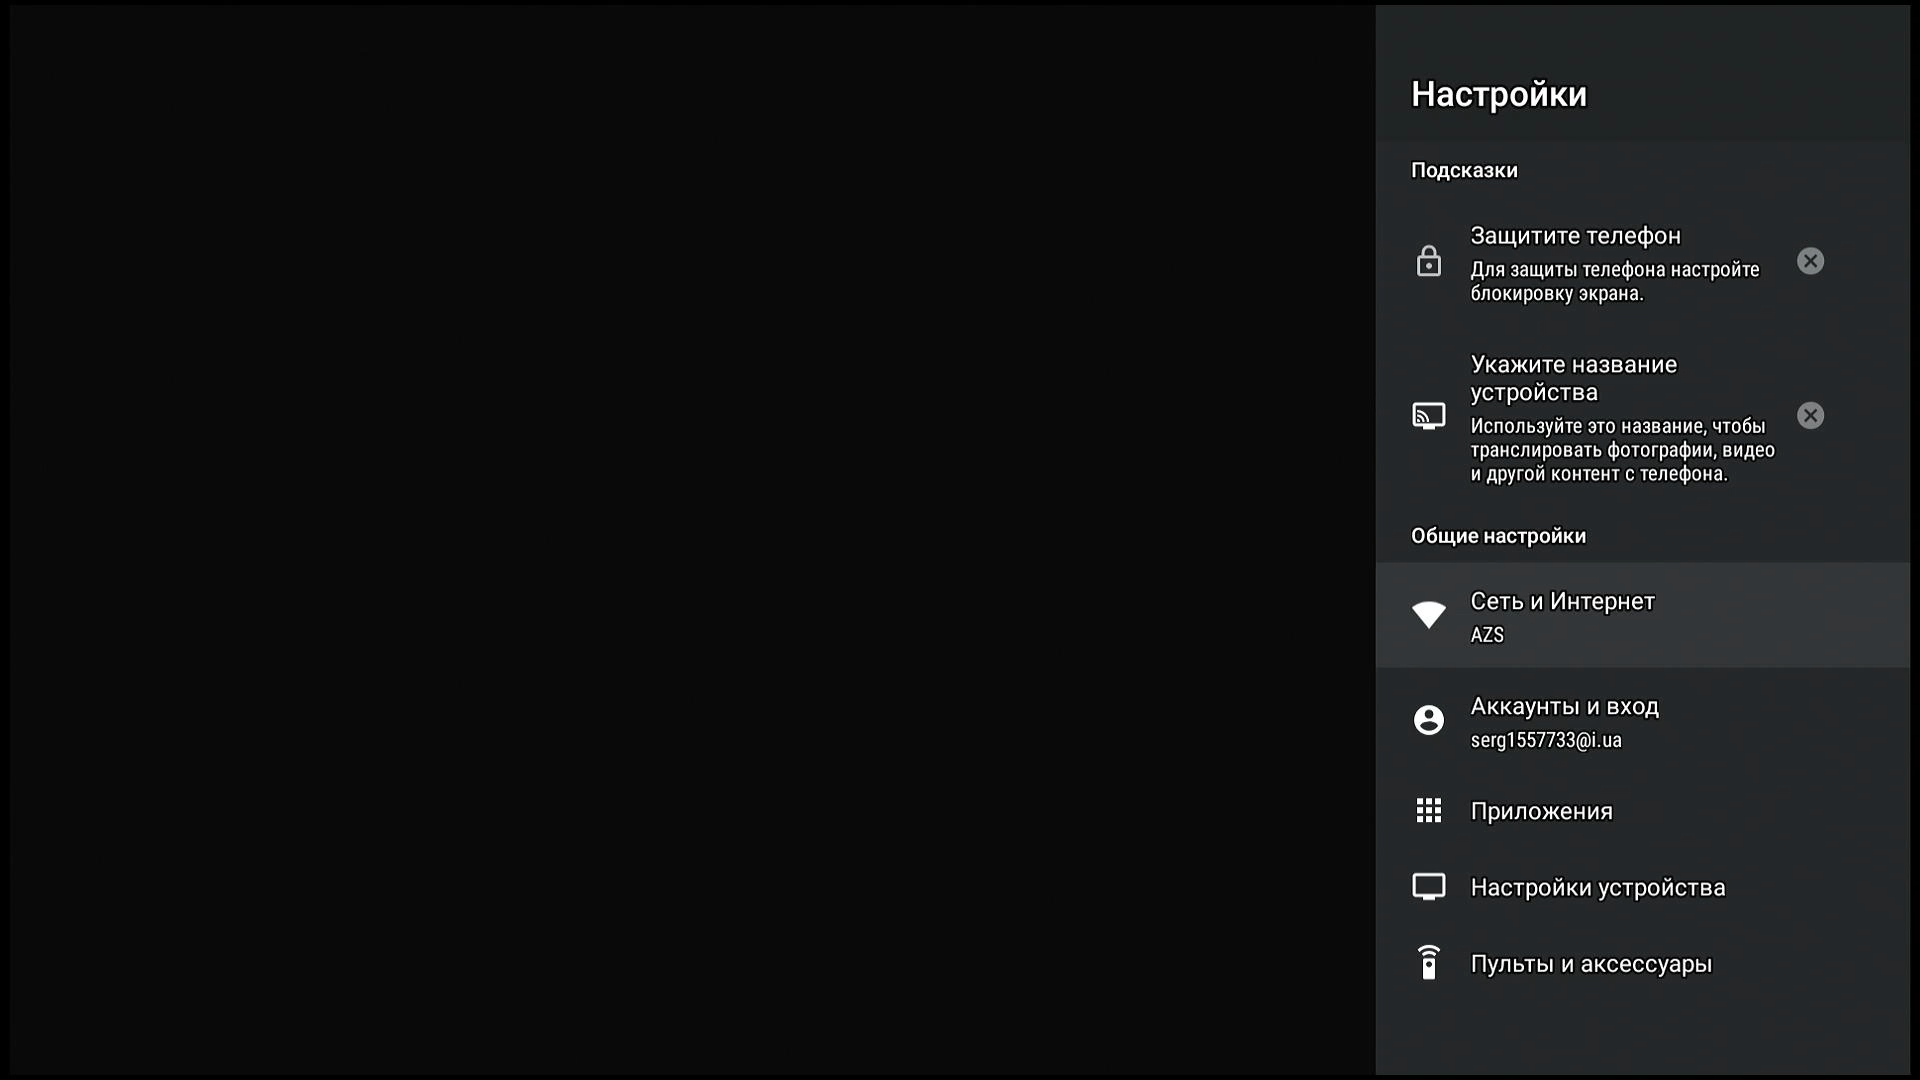 Настройки
Подсказки
Защитите телефон
Для защиты телефона настройте
блокировку экрана.
Укажите название
устройства
Используйте это название, чтобы
транслировать фотографии, видео
и другой контент с телефона.
Общие настройки
Сеть и Интернет
AZS
Аккаунты и вход
serg1557733@i.ua
Приложения
Настройки устройства
Пульты и аксессуары